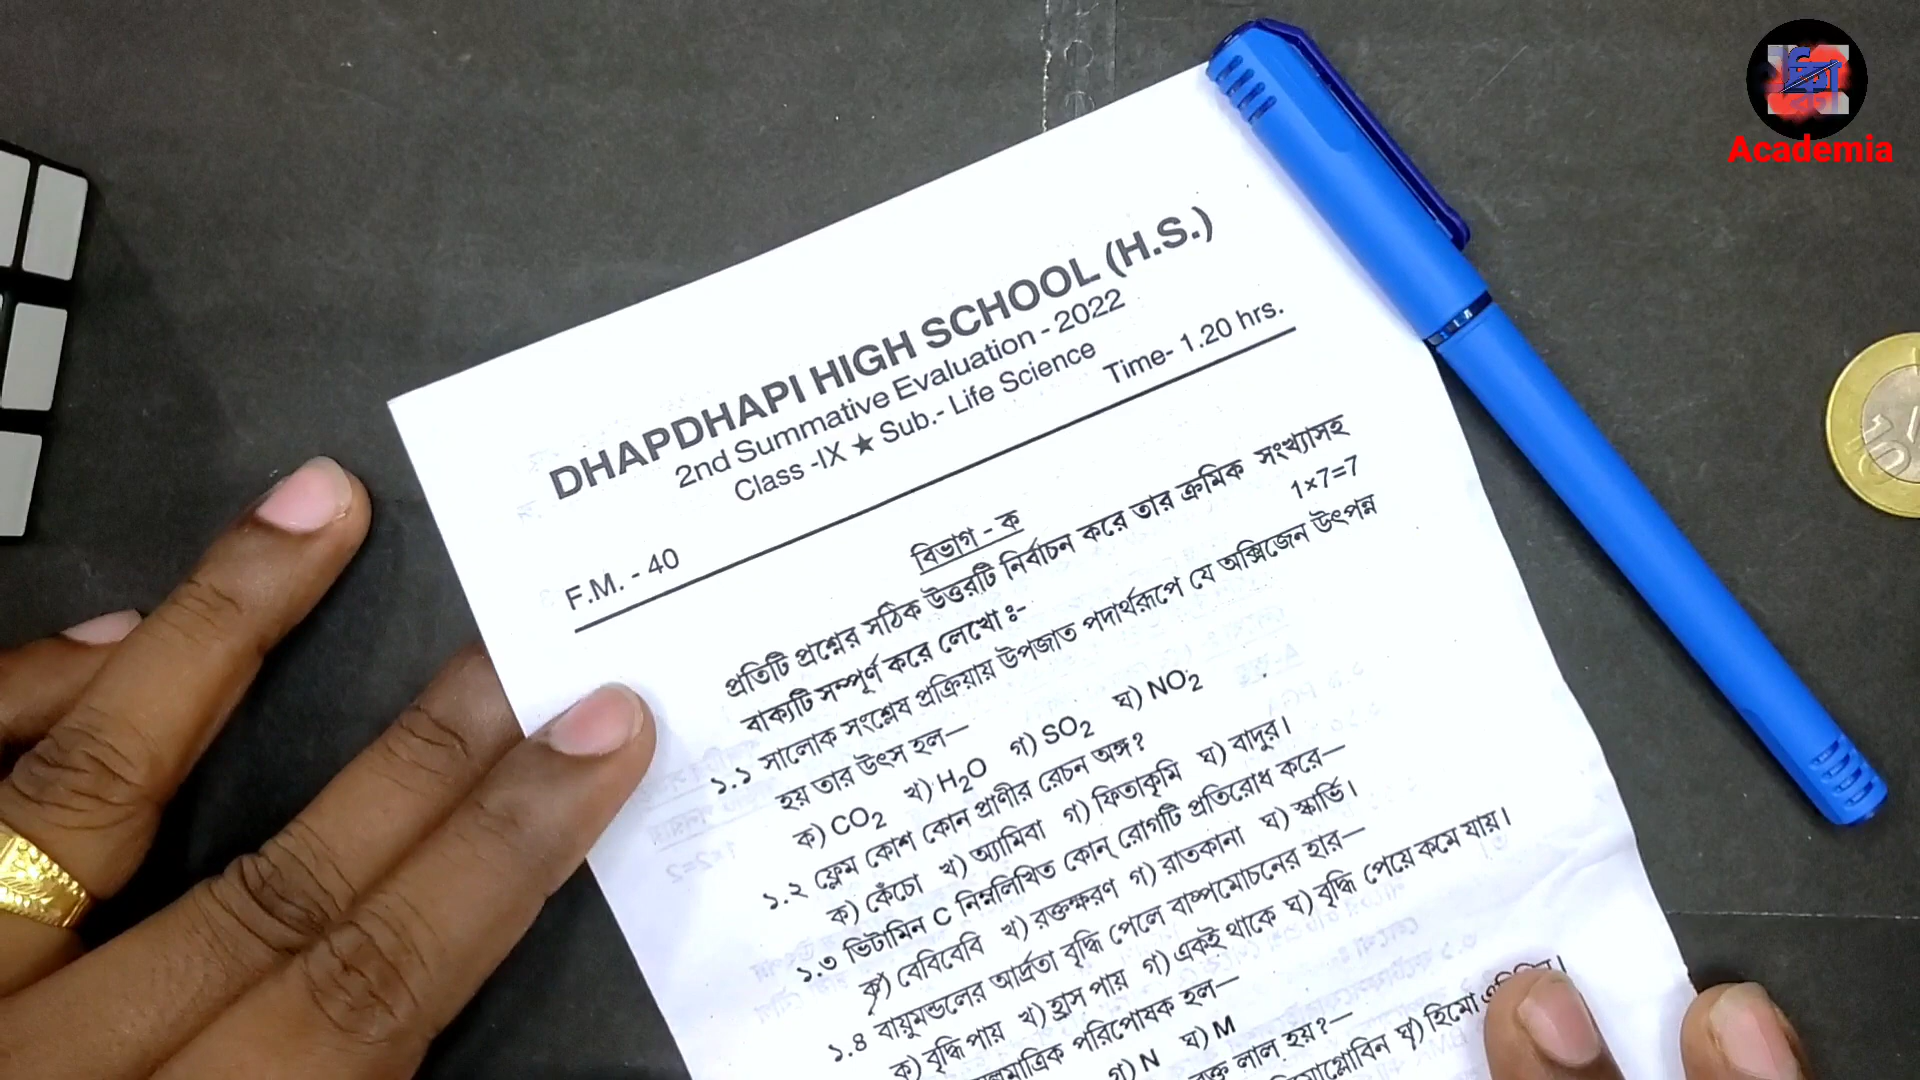 DHAPDHAPI HIGH SCHOOL (H.S.)
2nd Summative Evaluation - 2022
Class -IX ★ Sub.- Life Science
F.M. - 40 Time- 1.20 hrs.
বিভাগ - ক
প্রতিটি প্রশ্নের সঠিক উত্তরটি নির্বাচন করে তার ক্রমিক সংখ্যাসহ
বাক্যটি সম্পূর্ণ করে লেখো ঃ- 1×7=7
১.১ সালোক সংশ্লেষ প্রক্রিয়ায় উপজাত পদার্থরূপে যে অক্সিজেন উৎপন্ন
হয় তার উৎস হল—
ক) CO2 খ) H2O গ) SO2 ঘ) NO2
১.২ ফ্লেম কোশ কোন প্রাণীর রেচন অঙ্গ?
ক) কেঁচো খ) অ্যামিবা গ) ফিতাকৃমি ঘ) বাদুর।
১.৩ ভিটামিন C নিম্নলিখিত কোন্ রোগটি প্রতিরোধ করে—
ক) বেবিবেবি খ) রক্তক্ষরণ গ) রাতকানা ঘ) স্কার্ভি।
১.৪ বায়ুমন্ডলের আর্দ্রতা বৃদ্ধি পেলে বাষ্পমোচনের হার—
ক) বৃদ্ধি পায় খ) হ্রাস পায় গ) একই থাকে ঘ) বৃদ্ধি পেয়ে কমে যায়।
পরিপোষক হল—
গ) N ঘ) M
লাল হয়?—
ঘ) হিমো
Academia
10